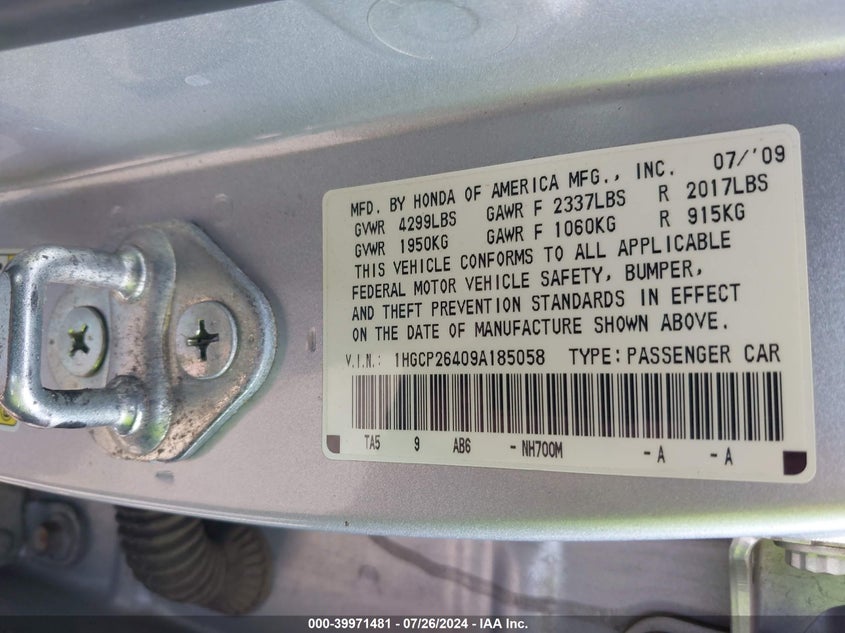 MFD. BY HONDA OF AMERICA MFG., INC. 07/'09
GVWR 4299LBS GAWR F 2337LBS R 2017LBS
GVWR 1950KG GAWR F 1060KG R 915KG
THIS VEHICLE CONFORMS TO ALL APPLICABLE
FEDERAL MOTOR VEHICLE SAFETY, BUMPER,
AND THEFT PREVENTION STANDARDS IN EFFECT
ON THE DATE OF MANUFACTURE SHOWN ABOVE.
V.I.N.: 1HGCP26409A185058 TYPE: PASSENGER CAR
TA5 9 AB6 - NH700M - A - A
000-39971481 | 07/26/2024 - IAA Inc.